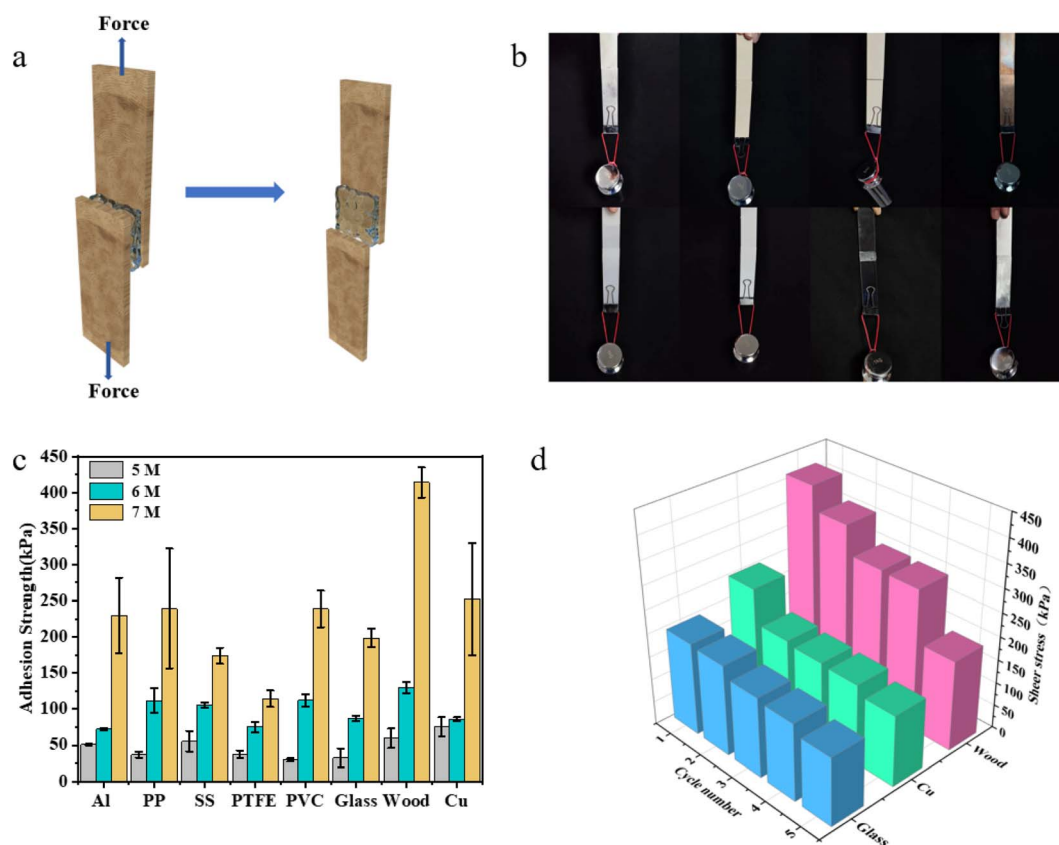 a
Force
Force
b
c
Adhesion Strength(kPa)
450
400
350
300
250
200
150
100
50
0
5 M
6 M
7 M
Al PP SS PTFE PVC Glass Wood Cu
d
450
400
350
300
250
200
150
100
50
0
Sheer stress (kPa)
1
2
3
4
5
Cycle number
Glass
Cu
Wood